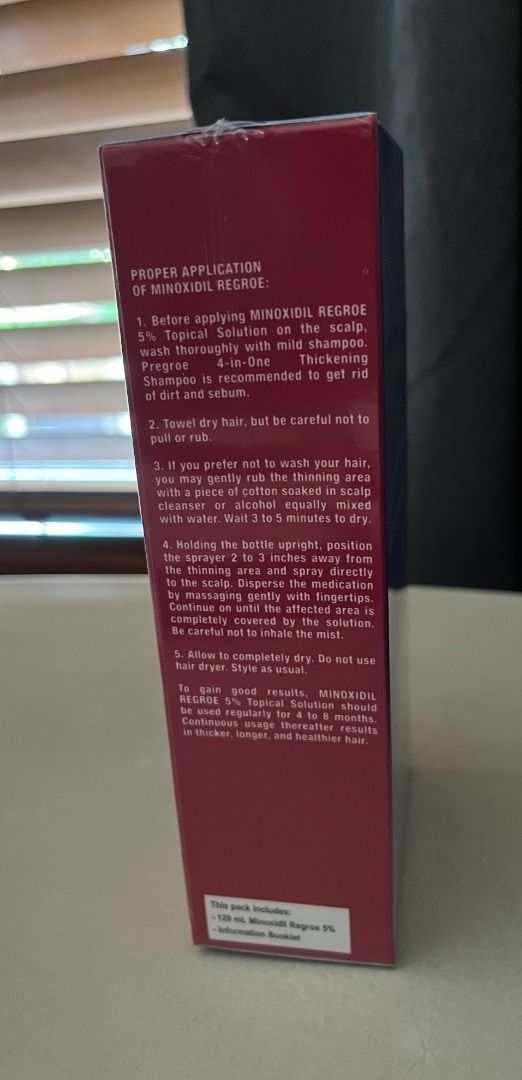 PROPER APPLICATION
OF MINOXIDIL REGROE:
1. Before applying MINOXIDIL REGROE
5% Topical Solution on the scalp,
wash thoroughly with mild shampoo.
Pregroe 4-in-One Thickening
Shampoo is recommended to get rid
of dirt and sebum.
2. Towel dry hair, but be careful not to
pull or rub.
3. If you prefer not to wash your hair,
you may gently rub the thinning area
with a piece of cotton soaked in scalp
cleanser or alcohol equally mixed
with water. Wait 3 to 5 minutes to dry.
4. Holding the bottle upright, position
the sprayer 2 to 3 inches away from
the thinning area and spray directly
to the scalp. Disperse the medication
by massaging gently with fingertips.
Continue on until the affected area is
completely covered by the solution.
Be careful not to inhale the mist.
5. Allow to completely dry. Do not use
hair dryer. Style as usual.
To gain good results, MINOXIDIL
REGROE 5% Topical Solution should
be used regularly for 4 to 8 months.
Continuous usage thereafter results
in thicker, longer, and healthier hair.
This pack includes:
- 120 mL Minoxidil Regroe 5%
- Information Booklet